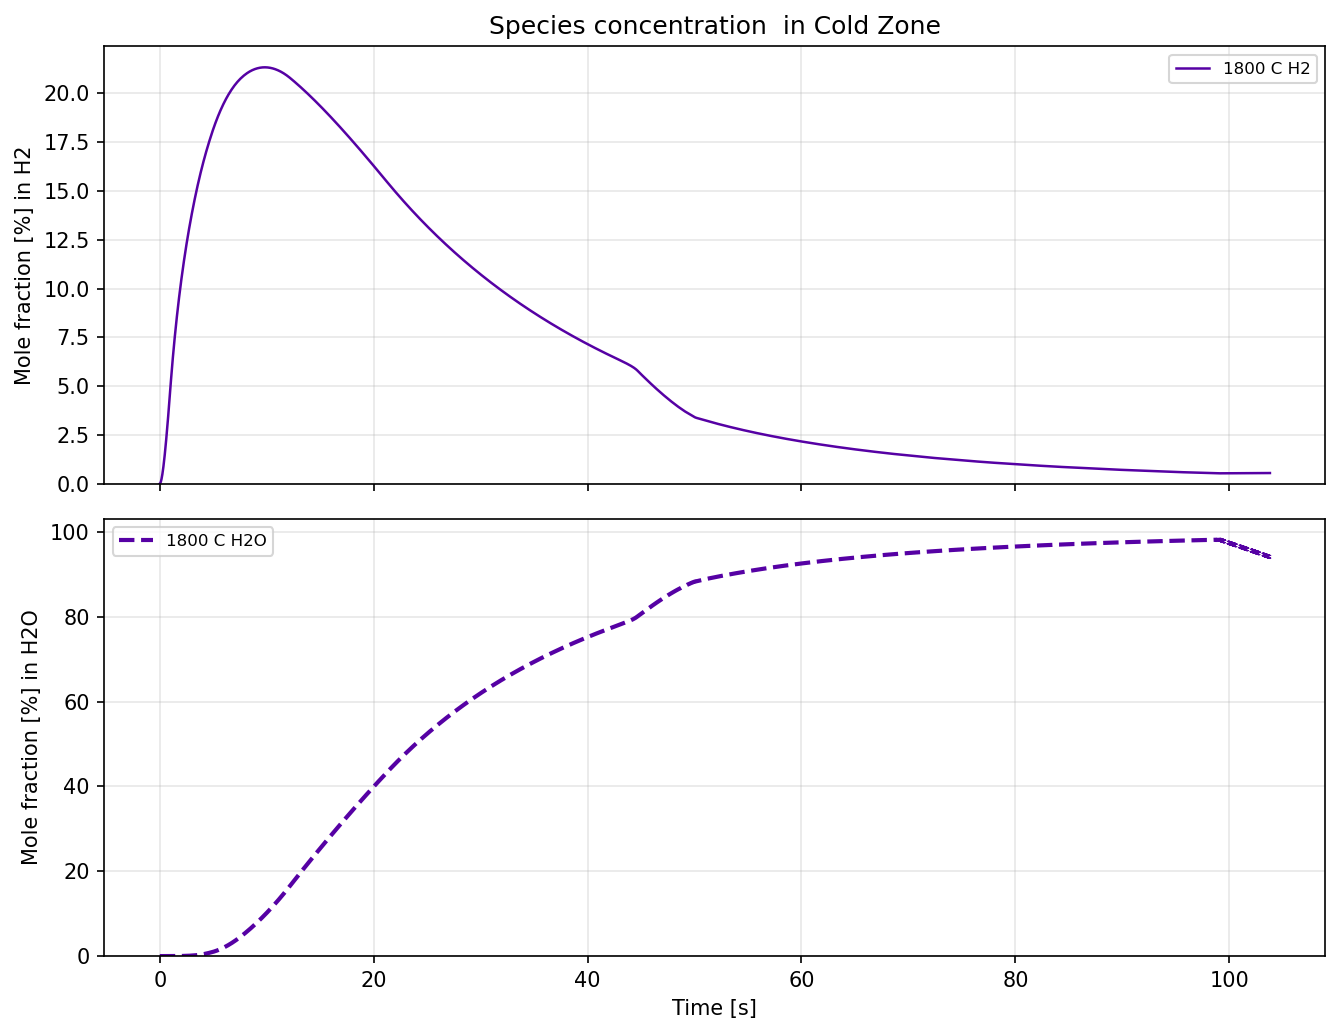 Species concentration  in Cold Zone
1800 C H2
Mole fraction [%] in H2
20.0
17.5
15.0
12.5
10.0
7.5
5.0
2.5
0.0
1800 C H2O
Mole fraction [%] in H2O
100
80
60
40
20
0
0 20 40 60 80 100
Time [s]